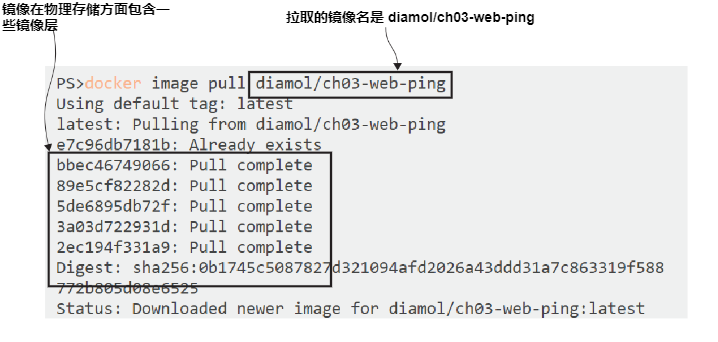 镜像在物理存储方面包含一
些镜像层
拉取的镜像名是 diamol/ch03-web-ping
PS>docker image pull diamol/ch03-web-ping
Using default tag: latest
latest: Pulling from diamol/ch03-web-ping
e7c96db7181b: Already exists
bbec46749066: Pull complete
89e5cf82282d: Pull complete
5de6895db72f: Pull complete
3a03d722931d: Pull complete
2ec194f331a9: Pull complete
Digest: sha256:0b1745c5087827d321094afd2026a43ddd31a7c863319f588
772b805d08e6525
Status: Downloaded newer image for diamol/ch03-web-ping:latest